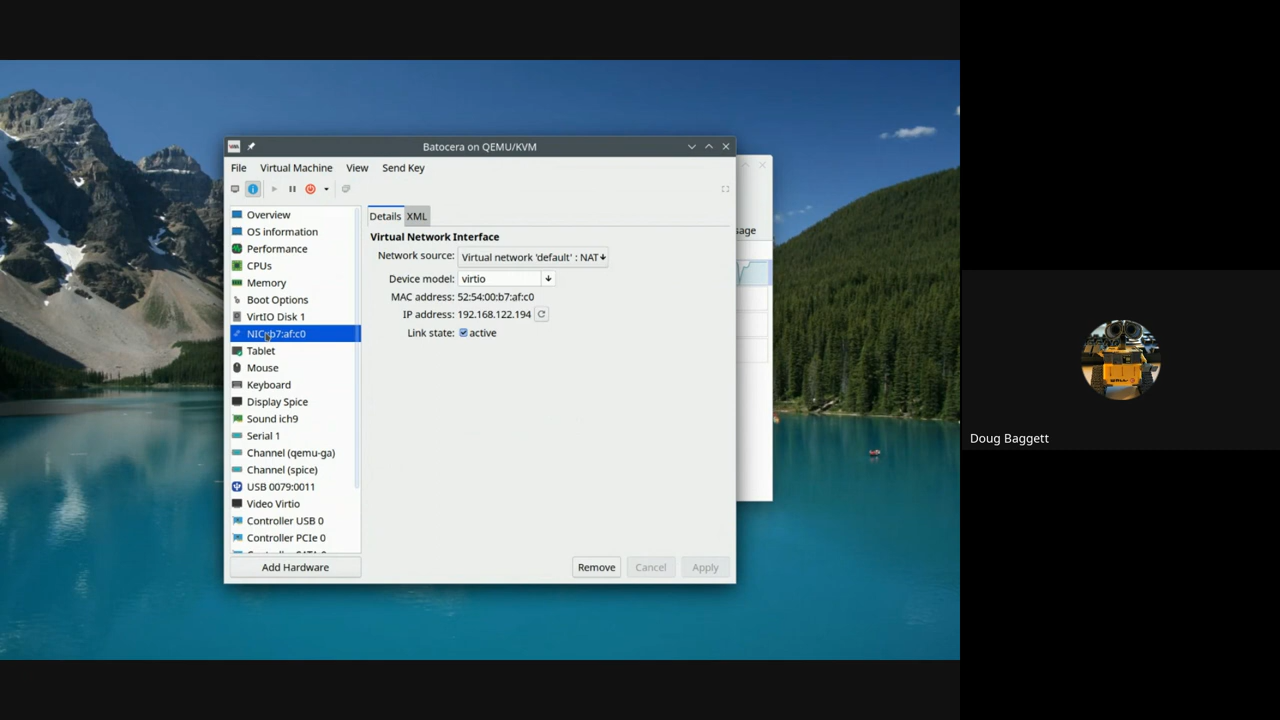 Batocera on QEMU/KVM
File Virtual Machine View Send Key
Overview
OS information
Performance
CPUs
Memory
Boot Options
VirtIO Disk 1
NIC :b7:af:c0
Tablet
Mouse
Keyboard
Display Spice
Sound ich9
Serial 1
Channel (qemu-ga)
Channel (spice)
USB 0079:0011
Video Virtio
Controller USB 0
Controller PCIe 0
Add Hardware
Details XML
Virtual Network Interface
Network source: Virtual network 'default' : NAT
Device model: virtio
MAC address: 52:54:00:b7:af:c0
IP address: 192.168.122.194
Link state: active
Remove Cancel Apply
sage
Doug Baggett